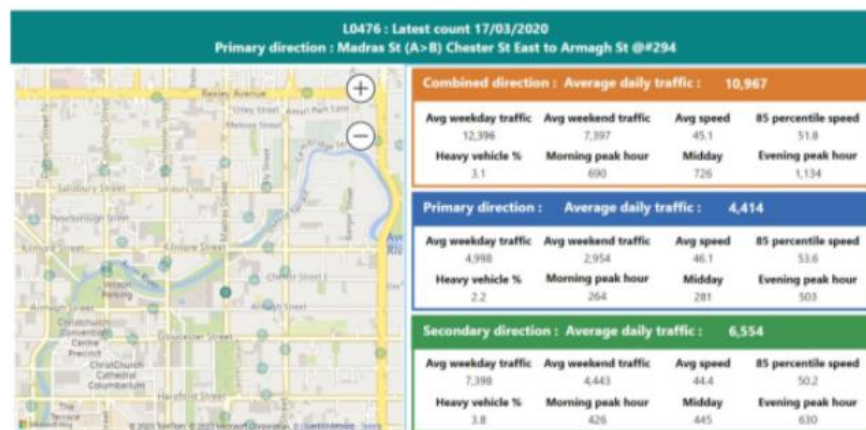 L0476 : Latest count 17/03/2020
Primary direction : Madras St (A>B) Chester St East to Armagh St @#294
Bealey Avenue
Salisbury Street
Peterborough Street
Kilmore Street
Kilmore Street
Madras Street
Chester Street E
Armagh Street
Armagh Street
Gloucester Street
Hereford Street
Christchurch
Convention
Centre
Precinct
ChristChurch
Cathedral
Columbarium
The
Terrace
Parking
Combined direction : Average daily traffic : 10,967
Avg weekday traffic Avg weekend traffic Avg speed 85 percentile speed
12,396 7,397 45.1 51.8
Heavy vehicle % Morning peak hour Midday Evening peak hour
3.1 690 726 1,134
Primary direction : Average daily traffic : 4,414
Avg weekday traffic Avg weekend traffic Avg speed 85 percentile speed
4,998 2,954 46.1 53.6
Heavy vehicle % Morning peak hour Midday Evening peak hour
2.2 264 281 503
Secondary direction : Average daily traffic : 6,554
Avg weekday traffic Avg weekend traffic Avg speed 85 percentile speed
7,398 4,443 44.4 50.2
Heavy vehicle % Morning peak hour Midday Evening peak hour
3.8 426 445 630